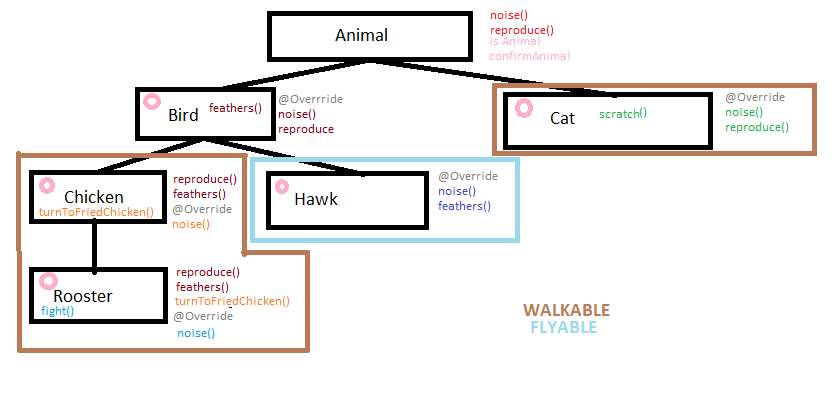 Animal
noise()
reproduce()
is Animal
confirmAnimal
Bird
feathers()
@Overrride
noise()
reproduce
Cat
scratch()
@Override
noise()
reproduce()
Chicken
turnToFriedChicken()
reproduce()
feathers()
@Override
noise()
Hawk
@Override
noise()
feathers()
Rooster
fight()
reproduce()
feathers()
turnToFriedChicken()
@Override
noise()
WALKABLE
FLYABLE